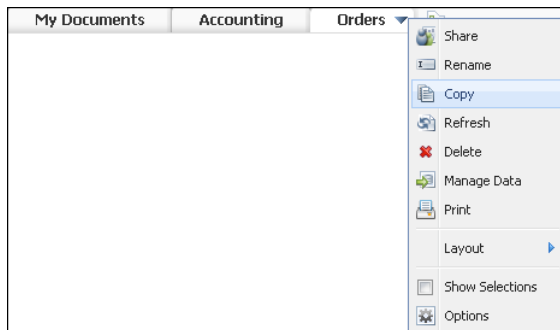 My Documents Accounting Orders
Share
Rename
Copy
Refresh
Delete
Manage Data
Print
Layout
Show Selections
Options